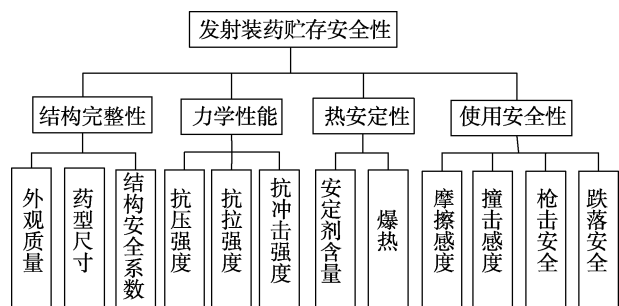 发射装药贮存安全性
结构完整性
力学性能
热安定性
使用安全性
外观质量
药型尺寸
结构安全系数
抗压强度
抗拉强度
抗冲击强度
安定剂含量
爆热
摩擦感度
撞击感度
枪击安全
跌落安全